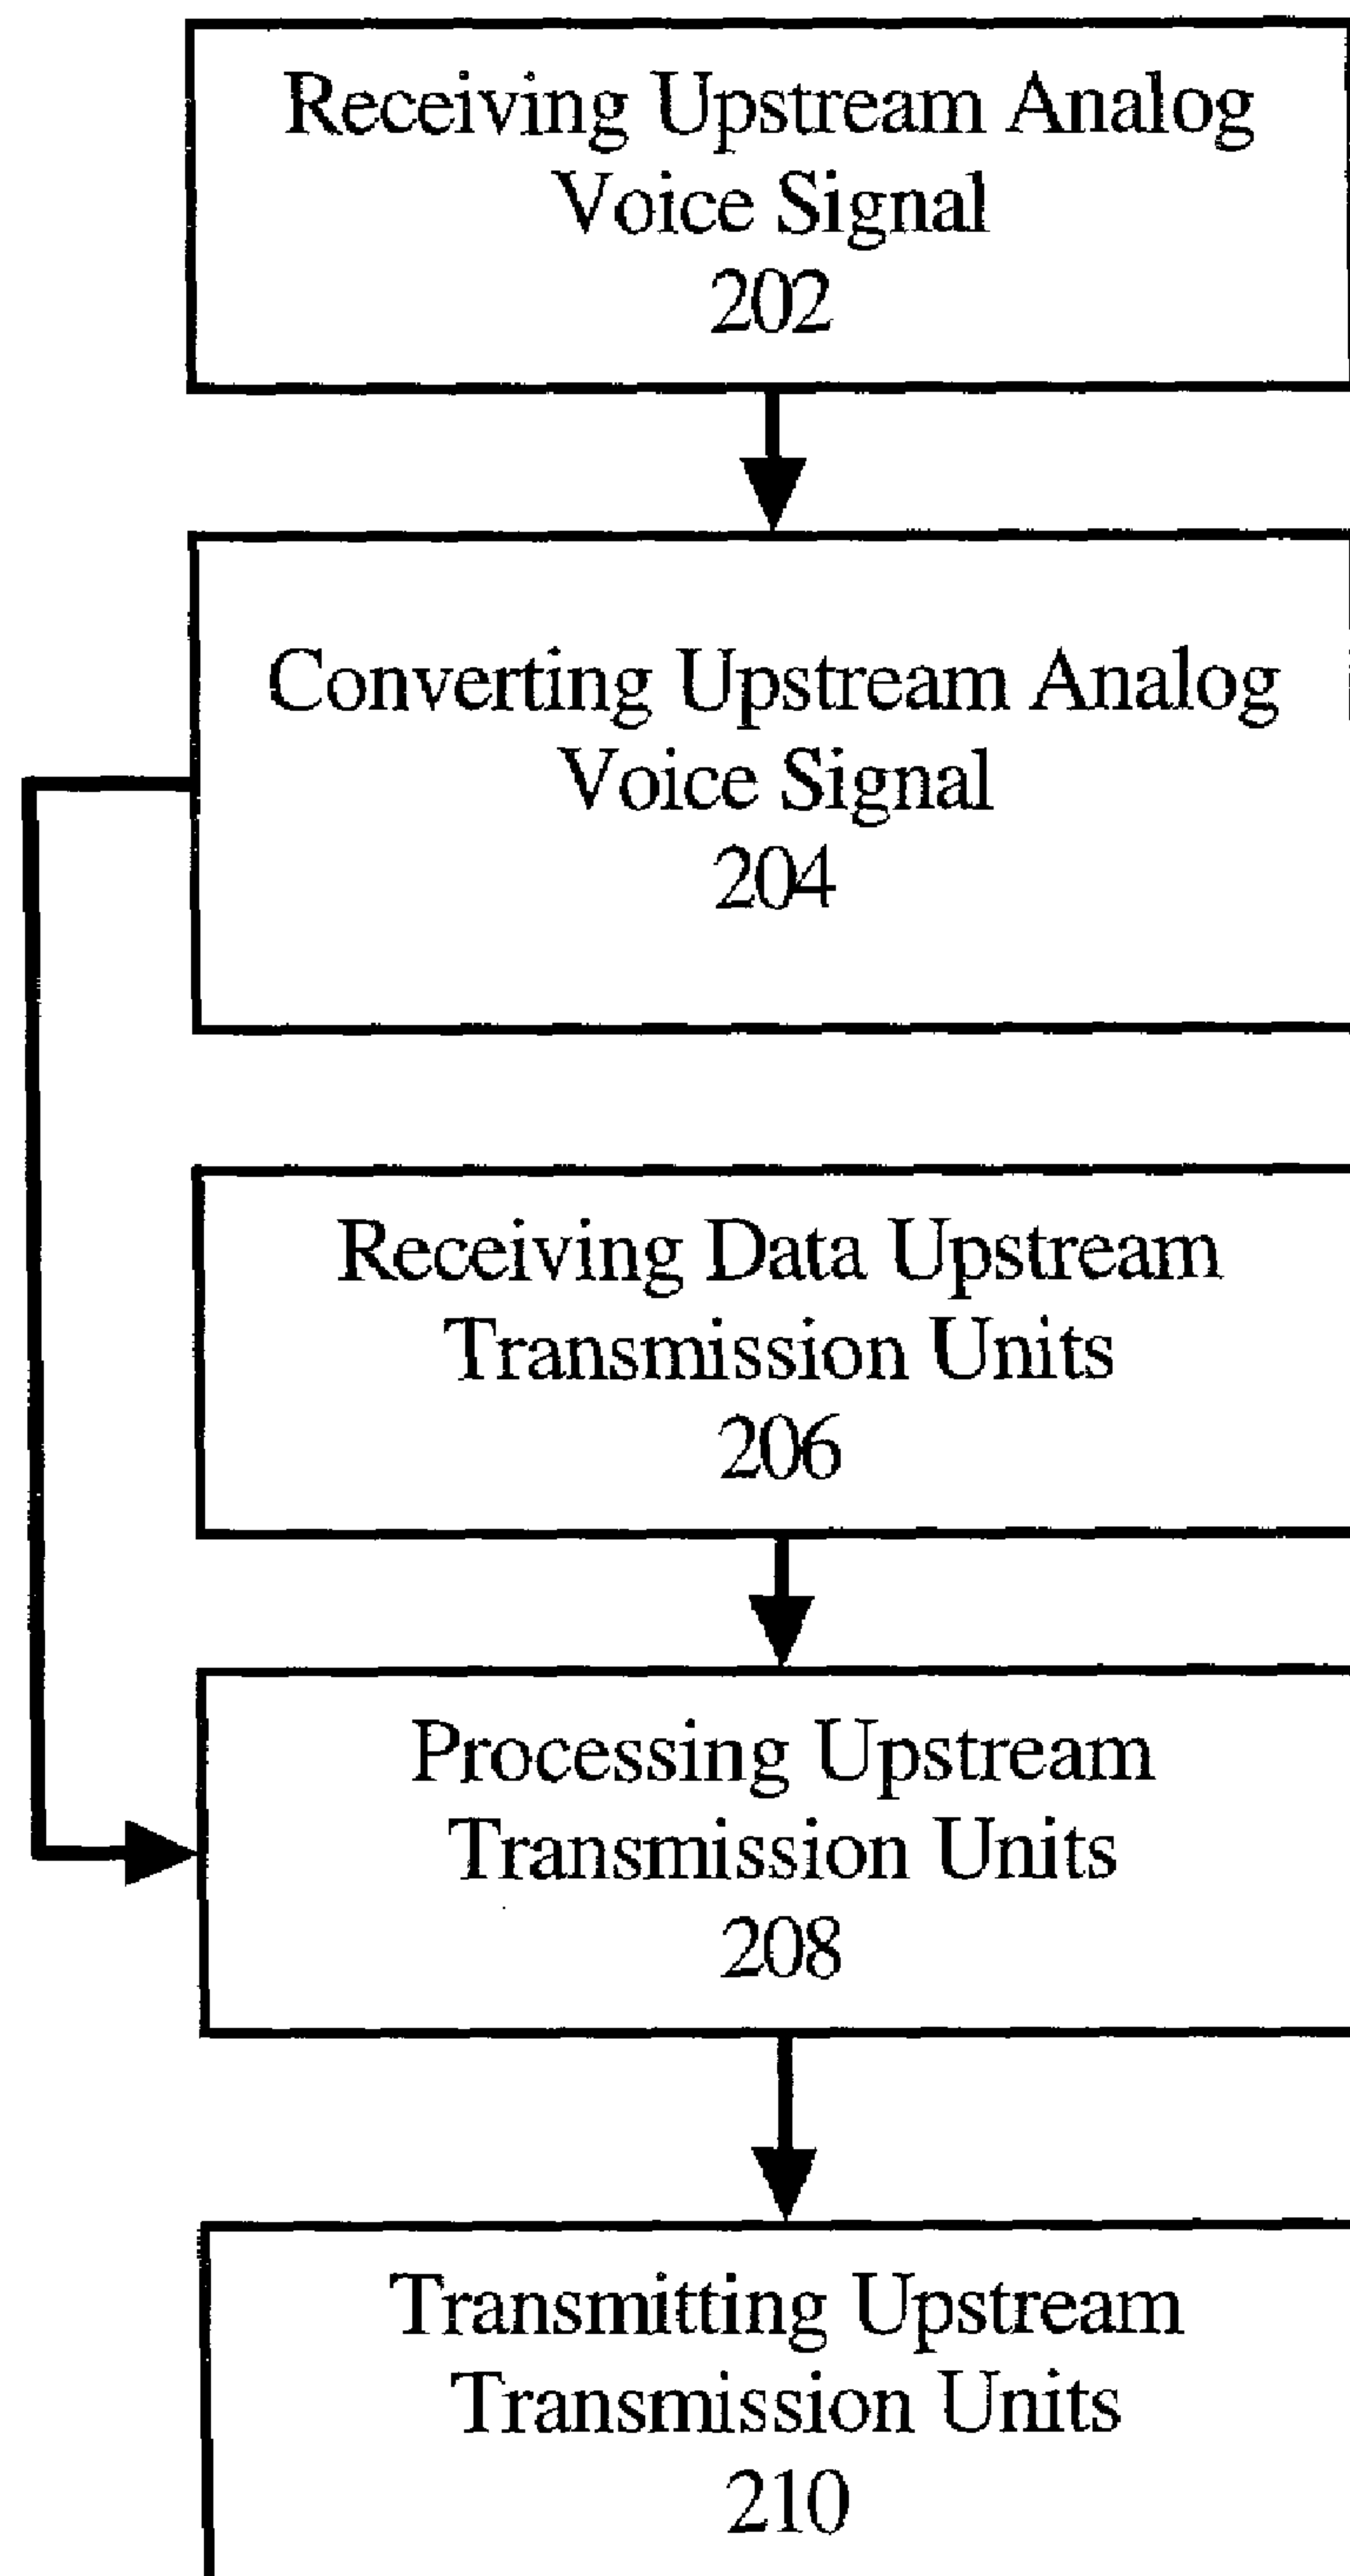 Receiving Upstream Analog
Voice Signal
202
Converting Upstream Analog
Voice Signal
204
Receiving Data Upstream
Transmission Units
206
Processing Upstream
Transmission Units
208
Transmitting Upstream
Transmission Units
210